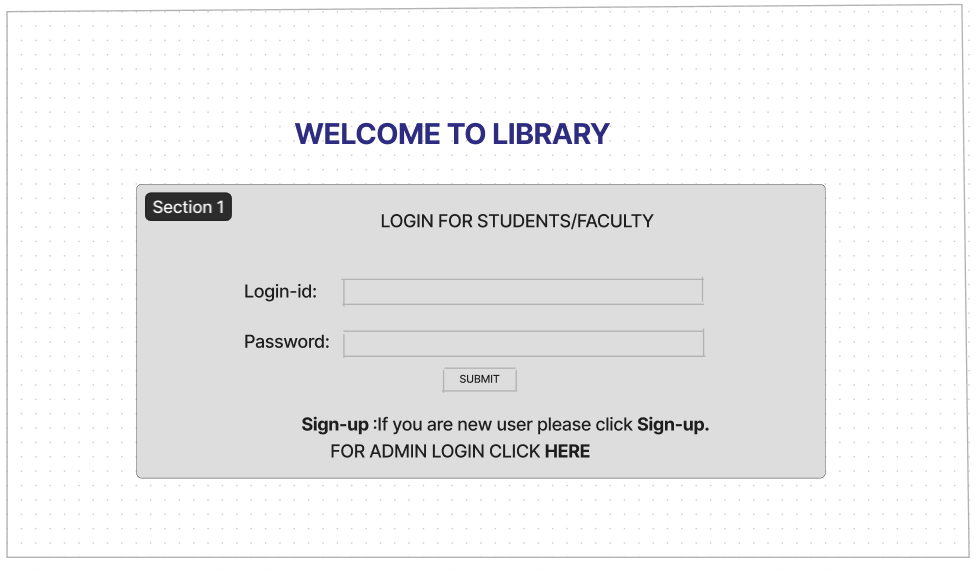 WELCOME TO LIBRARY
Section 1
LOGIN FOR STUDENTS/FACULTY
Login-id:
Password:
SUBMIT
Sign-up :If you are new user please click Sign-up.
FOR ADMIN LOGIN CLICK HERE